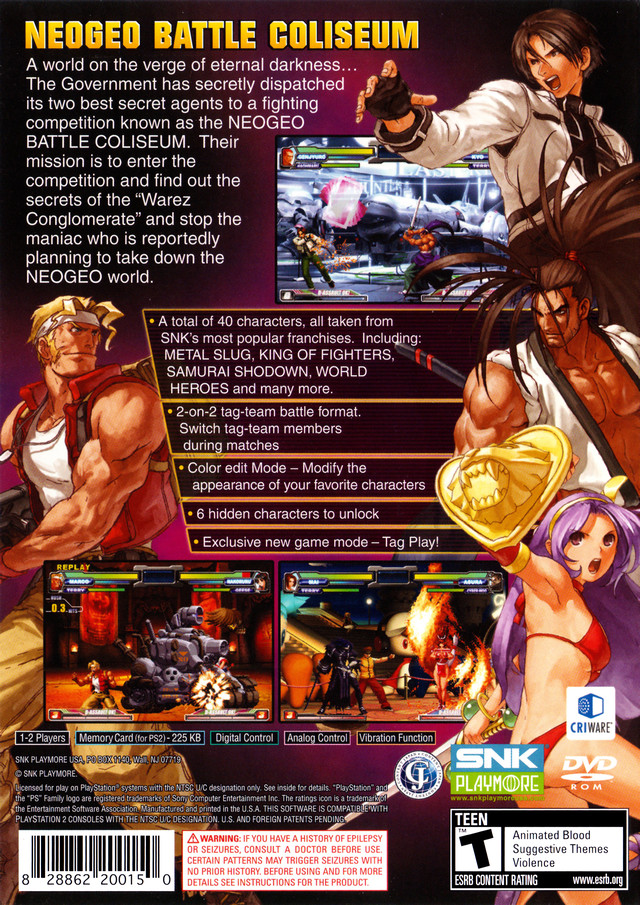 NEOGEO BATTLE COLISEUM
A world on the verge of eternal darkness...
The Government has secretly dispatched
its two best secret agents to a fighting
competition known as the NEOGEO
BATTLE COLISEUM. Their
mission is to enter the
competition and find out the
secrets of the "Warez
Conglomerate" and stop the
maniac who is reportedly
planning to take down the
NEOGEO world.
• A total of 40 characters, all taken from
SNK's most popular franchises. Including:
METAL SLUG, KING OF FIGHTERS,
SAMURAI SHODOWN, WORLD
HEROES and many more.
• 2-on-2 tag-team battle format.
Switch tag-team members
during matches
• Color edit Mode – Modify the
appearance of your favorite characters
• 6 hidden characters to unlock
• Exclusive new game mode – Tag Play!
REPLAY
MARCO
TERRY
MAI
ASURA
1-2 Players
Memory Card (for PS2) - 225 KB
Digital Control
Analog Control
Vibration Function
SNK PLAYMORE USA, PO BOX 1140, Wall, NJ 07719
© SNK PLAYMORE.
Licensed for play on PlayStation® systems with the NTSC U/C designation only. See inside for details. "PlayStation" and
the "PS" Family logo are registered trademarks of Sony Computer Entertainment Inc. The ratings icon is a trademark of
the Entertainment Software Association. Manufactured and printed in the U.S.A. THIS SOFTWARE IS COMPATIBLE WITH
PLAYSTATION 2 CONSOLES WITH THE NTSC U/C DESIGNATION. U.S. AND FOREIGN PATENTS PENDING.
CRIWARE™
SNK
PLAYMORE
DVD
ROM
8 28862 20015 0
WARNING: IF YOU HAVE A HISTORY OF EPILEPSY
OR SEIZURES, CONSULT A DOCTOR BEFORE USE.
CERTAIN PATTERNS MAY TRIGGER SEIZURES WITH
NO PRIOR HISTORY. BEFORE USING AND FOR MORE
DETAILS SEE INSTRUCTIONS FOR THE PRODUCT.
TEEN
T™
Animated Blood
Suggestive Themes
Violence
ESRB CONTENT RATING
www.esrb.org